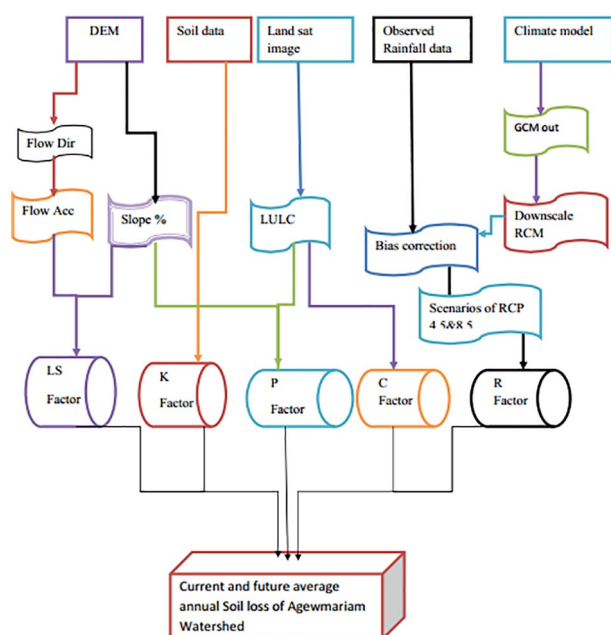 DEM
Soil data
Land sat
image
Observed
Rainfall data
Climate model
Flow Dir
GCM out
Flow Acc
Slope %
LULC
Bias correction
Downscale
RCM
Scenarios of RCP
4.5&8.5
LS
Factor
K
Factor
P
Factor
C
Factor
R
Factor
Current and future average
annual Soil loss of Agewmariam
Watershed